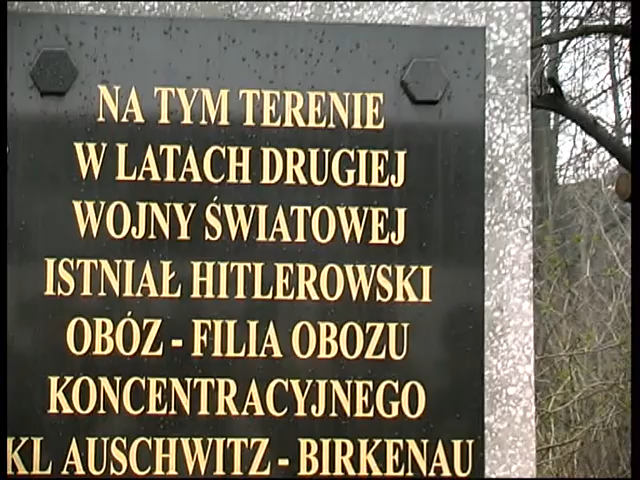 NA TYM TERENIE
W LATACH DRUGIEJ
WOJNY ŚWIATOWEJ
ISTNIAŁ HITLEROWSKI
OBÓZ - FILIA OBOZU
KONCENTRACYJNEGO
KL AUSCHWITZ - BIRKENAU